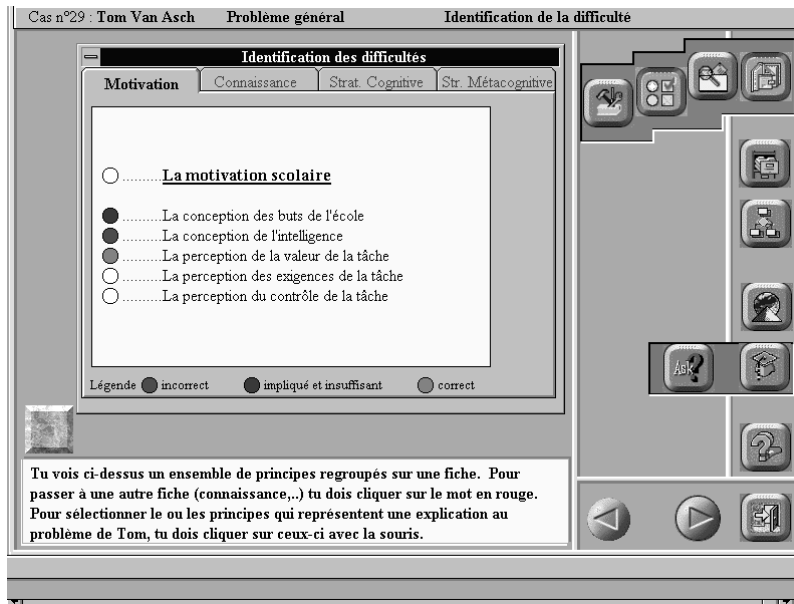 Cas n°29 : Tom Van Asch Problème général Identification de la difficulté
Identification des difficultés
Motivation Connaissance Strat. Cognitive Str. Métacognitive
La motivation scolaire
La conception des buts de l'école
La conception de l'intelligence
La perception de la valeur de la tâche
La perception des exigences de la tâche
La perception du contrôle de la tâche
Légende incorrect impliqué et insuffisant correct
Ask?
Tu vois ci-dessus un ensemble de principes regroupés sur une fiche. Pour
passer à une autre fiche (connaissance,..) tu dois cliquer sur le mot en rouge.
Pour sélectionner le ou les principes qui représentent une explication au
problème de Tom, tu dois cliquer sur ceux-ci avec la souris.